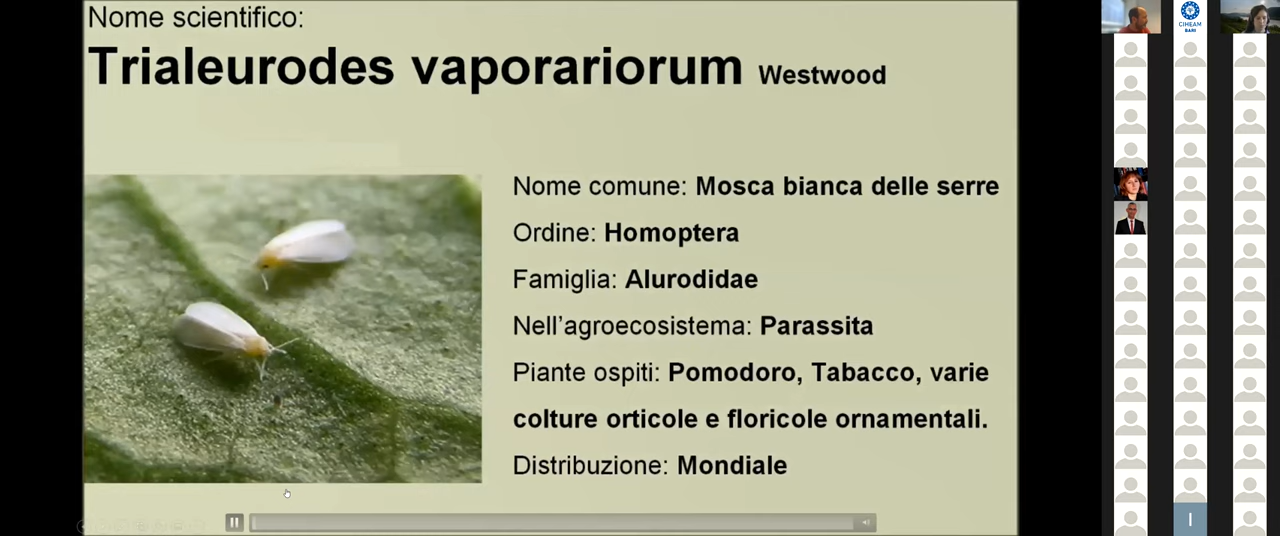 Nome scientifico:
Trialeurodes vaporariorum Westwood
Nome comune: Mosca bianca delle serre
Ordine: Homoptera
Famiglia: Alurodidae
Nell'agroecosistema: Parassita
Piante ospiti: Pomodoro, Tabacco, varie
colture orticole e floricole ornamentali.
Distribuzione: Mondiale
CIHEAM
BARI
I